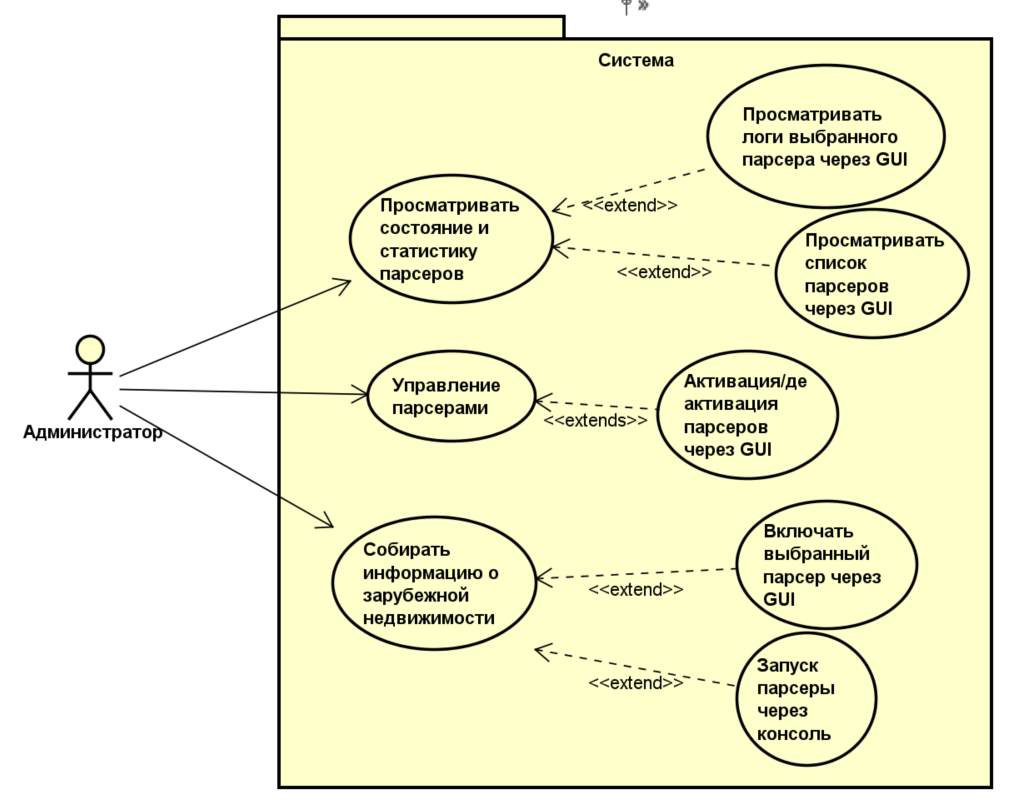 »
Система
Просматривать
логи выбранного
парсера через GUI
<<extend>>
Просматривать
состояние и
статистику
парсеров
Просматривать
список
парсеров
через GUI
<<extend>>
Администратор
Управление
парсерами
<<extends>>
Активация/де
активация
парсеров
через GUI
Собирать
информацию о
зарубежной
недвижимости
<<extend>>
Включать
выбранный
парсер через
GUI
<<extend>>
Запуск
парсеры
через
консоль